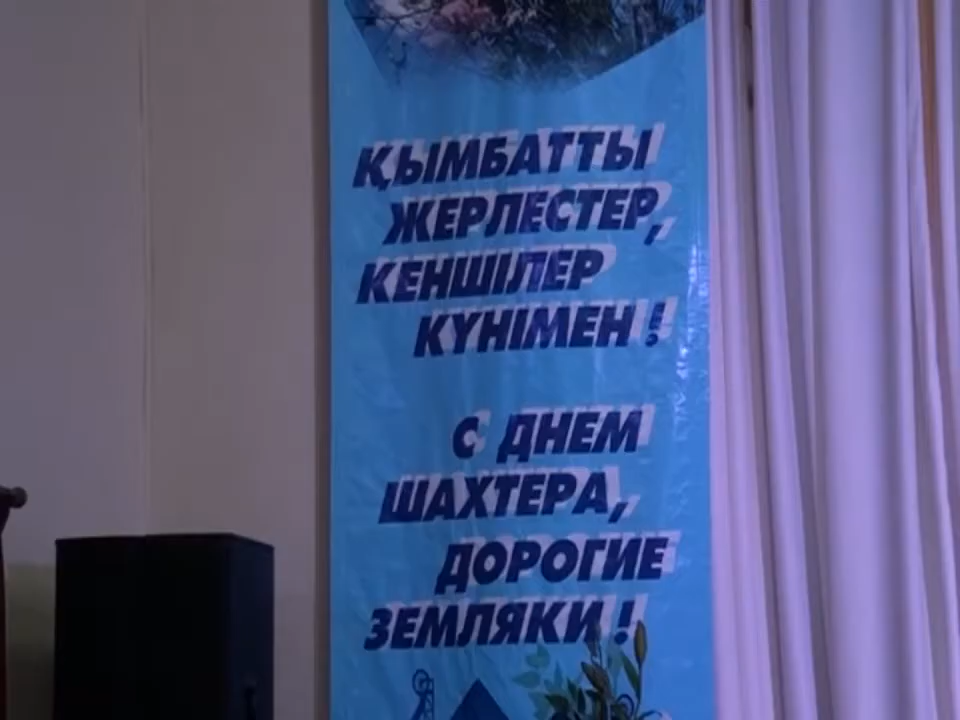 ҚЫМБАТТЫ
ЖЕРЛЕСТЕР,
КЕНШІЛЕР
КҮНІМЕН !
С ДНЕМ
ШАХТЕРА,
ДОРОГИЕ
ЗЕМЛЯКИ !